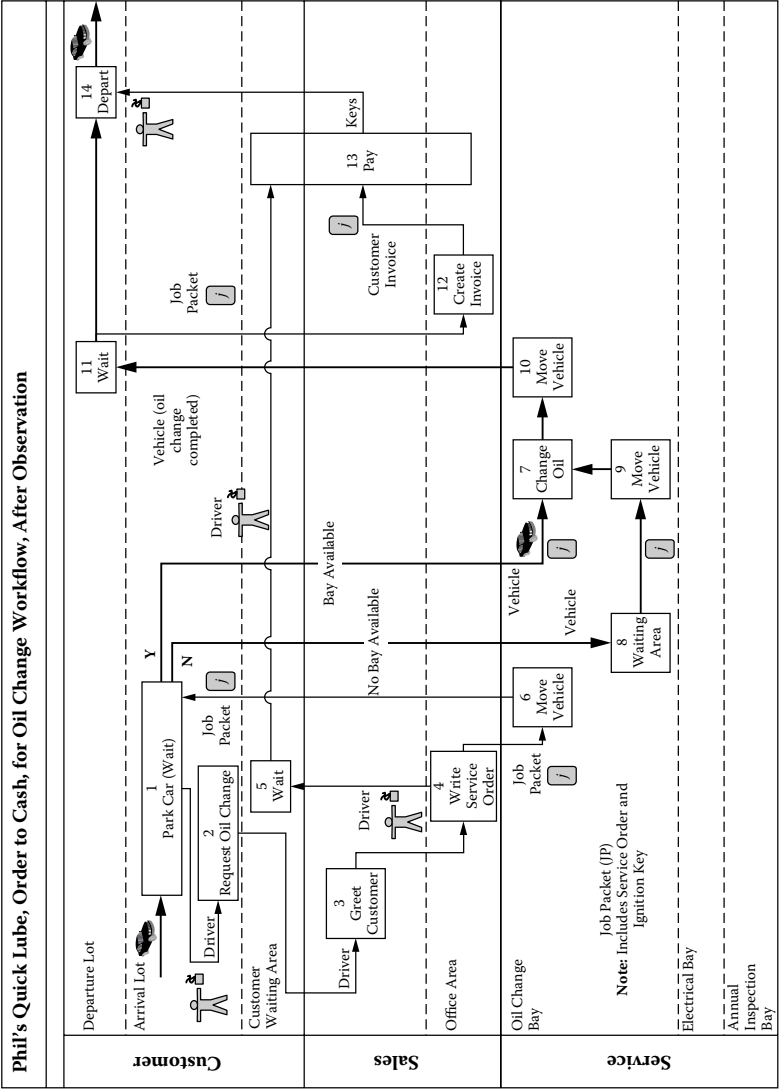 Phil's Quick Lube, Order to Cash, for Oil Change Workflow, After Observation
Customer
Departure Lot
11
Wait
14
Depart
Arrival Lot
1
Park Car (Wait)
Y
N
Vehicle (oil
change
completed)
Job
Packet
j
Driver
2
Request Oil Change
Job
Packet
j
Customer
Waiting Area
5
Wait
Driver
Sales
Driver
3
Greet
Customer
Driver
No Bay Available
Bay Available
Customer
Invoice
j
13
Pay
Keys
Office Area
4
Write
Service
Order
12
Create
Invoice
Service
Oil Change
Bay
Job
Packet
j
6
Move
Vehicle
Vehicle
Vehicle
j
7
Change
Oil
10
Move
Vehicle
8
Waiting
Area
j
9
Move
Vehicle
Job Packet (JP)
Note: Includes Service Order and
Ignition Key
Electrical Bay
Annual
Inspection
Bay